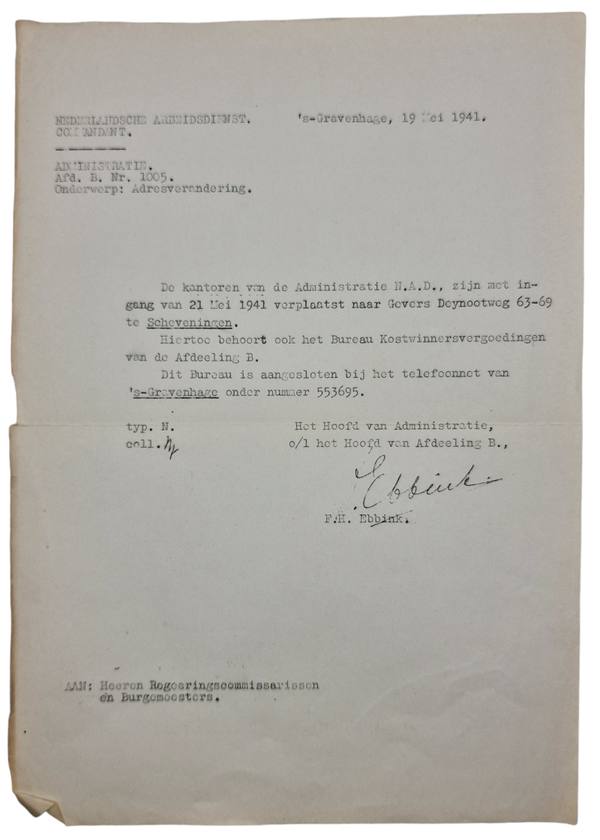 NEDERLANDSCHE ARBEIDSDIENST.
COMMANDANT.
's-Gravenhage, 19 Mei 1941.
ADMINISTRATIE.
Afd. B. Nr. 1005.
Onderwerp: Adresverandering.
De kantoren van de Administratie N.A.D., zijn met in-
gang van 21 Mei 1941 verplaatst naar Gevers Deynootweg 63-69
te Scheveningen.
Hiertoe behoort ook het Bureau Kostwinnersvergoedingen
van de Afdeeling B.
Dit Bureau is aangesloten bij het telefoonnet van
's-Gravenhage onder nummer 553695.
typ. N.
coll.
Het Hoofd van Administratie,
o/l het Hoofd van Afdeeling B.,
Ebbink
F.H. Ebbink.
AAN: Heeren Regeeringscommissarissen
en Burgemeesters.